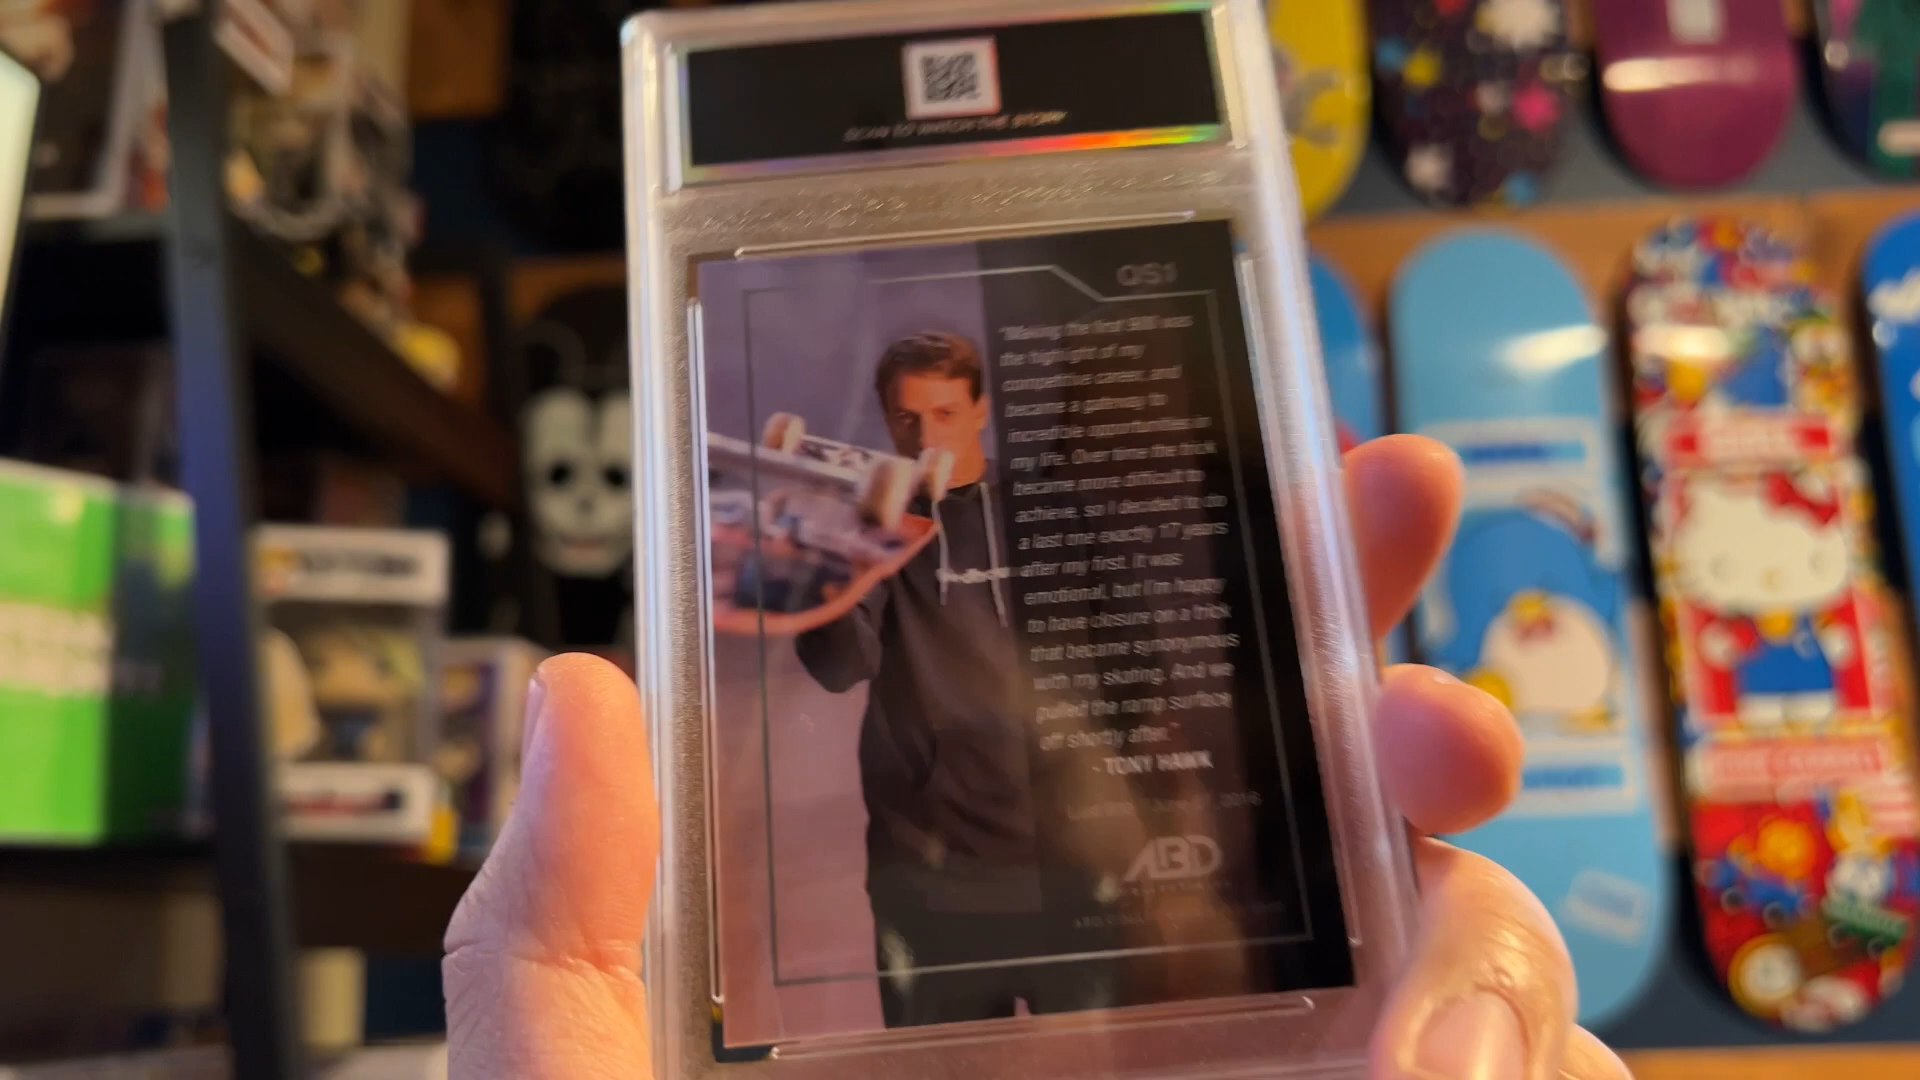 SCAN TO WATCH THE STORY
QS1
"Making the first 900 was
the highlight of my
competitive career, and
became a gateway to
incredible opportunities in
my life. Over time the trick
became more difficult to
achieve, so I decided to do
a last one exactly 17 years
after my first. It was
emotional, but I'm happy
to have closure on a trick
that became synonymous
with my skating. And we
pulled the ramp surface
off shortly after."
- TONY HAWK
ABD